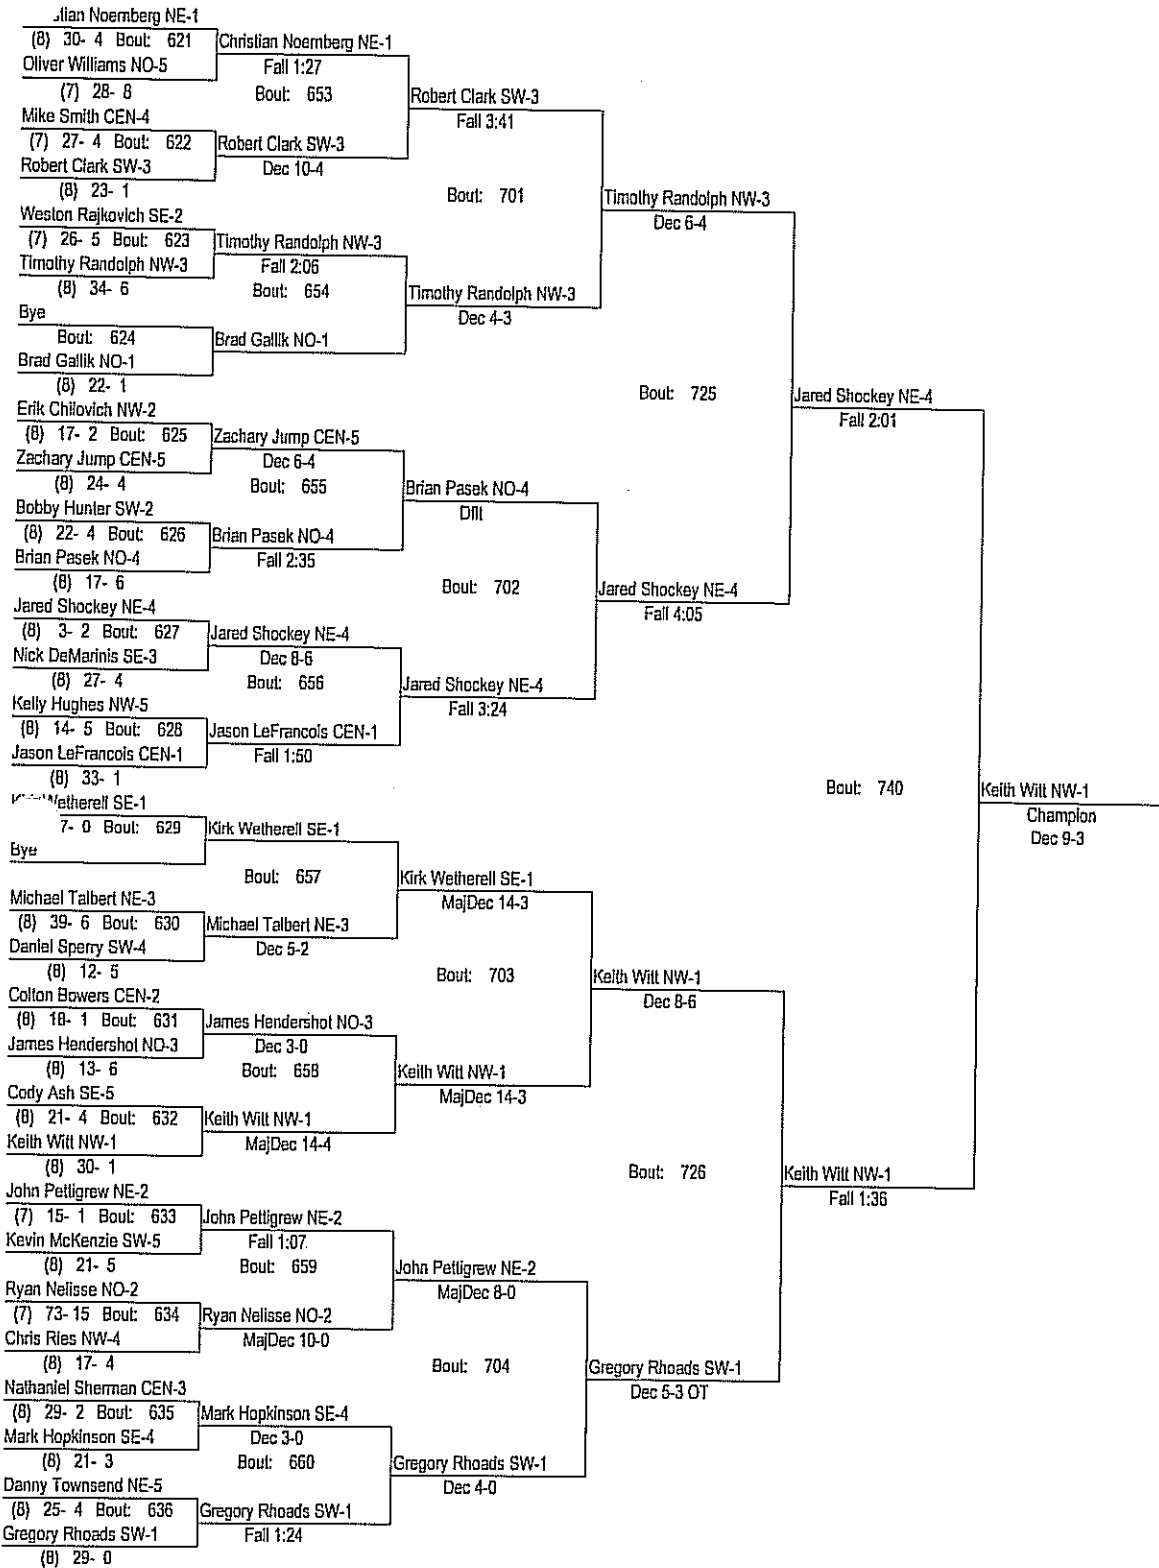 Noernberg NE-1
(8) 30- 4 Bout: 621
Oliver Williams NO-5
(7) 28- 8
Mike Smith CEN-4
(7) 27- 4 Bout: 622
Robert Clark SW-3
(8) 23- 1
Weston Rajkovich SE-2
(7) 26- 5 Bout: 623
Timothy Randolph NW-3
(8) 34- 6
Bye
Bout: 624
Brad Gallik NO-1
(8) 22- 1
Erik Chilovich NW-2
(8) 17- 2 Bout: 625
Zachary Jump CEN-5
(8) 24- 4
Bobby Hunter SW-2
(8) 22- 4 Bout: 626
Brian Pasek NO-4
(8) 17- 6
Jared Shockey NE-4
(8) 3- 2 Bout: 627
Nick DeMarinis SE-3
(8) 27- 4
Kelly Hughes NW-5
(8) 14- 5 Bout: 628
Jason LeFrancois CEN-1
(8) 33- 1
Wetherell SE-1
7- 0 Bout: 629
Bye
Michael Talbert NE-3
(8) 39- 6 Bout: 630
Daniel Sperry SW-4
(8) 12- 5
Colton Bowers CEN-2
(8) 18- 1 Bout: 631
James Hendershot NO-3
(8) 13- 6
Cody Ash SE-5
(8) 21- 4 Bout: 632
Keith Witt NW-1
(8) 30- 1
John Pettigrew NE-2
(7) 15- 1 Bout: 633
Kevin McKenzie SW-5
(8) 21- 5
Ryan Nelisse NO-2
(7) 73-15 Bout: 634
Chris Ries NW-4
(8) 17- 4
Nathaniel Sherman CEN-3
(8) 29- 2 Bout: 635
Mark Hopkinson SE-4
(8) 21- 3
Danny Townsend NE-5
(8) 25- 4 Bout: 636
Gregory Rhoads SW-1
(8) 29- 0
Christian Noernberg NE-1
Fall 1:27
Bout: 653
Robert Clark SW-3
Dec 10-4
Timothy Randolph NW-3
Fall 2:06
Bout: 654
Brad Gallik NO-1
Zachary Jump CEN-5
Dec 6-4
Bout: 655
Brian Pasek NO-4
Fall 2:35
Jared Shockey NE-4
Dec 8-6
Bout: 656
Jason LeFrancois CEN-1
Fall 1:50
Kirk Wetherell SE-1
Bout: 657
Michael Talbert NE-3
Dec 5-2
James Hendershot NO-3
Dec 3-0
Bout: 658
Keith Witt NW-1
MajDec 14-4
John Pettigrew NE-2
Fall 1:07
Bout: 659
Ryan Nelisse NO-2
MajDec 10-0
Mark Hopkinson SE-4
Dec 3-0
Bout: 660
Gregory Rhoads SW-1
Fall 1:24
Robert Clark SW-3
Fall 3:41
Bout: 701
Timothy Randolph NW-3
Dec 4-3
Brian Pasek NO-4
Dflt
Bout: 702
Jared Shockey NE-4
Fall 3:24
Kirk Wetherell SE-1
MajDec 14-3
Bout: 703
Keith Witt NW-1
MajDec 14-3
John Pettigrew NE-2
MajDec 8-0
Bout: 704
Gregory Rhoads SW-1
Dec 4-0
Timothy Randolph NW-3
Dec 6-4
Bout: 725
Jared Shockey NE-4
Fall 4:05
Keith Witt NW-1
Dec 8-6
Bout: 726
Gregory Rhoads SW-1
Dec 5-3 OT
Jared Shockey NE-4
Fall 2:01
Bout: 740
Keith Witt NW-1
Fall 1:36
Keith Witt NW-1
Champion
Dec 9-3